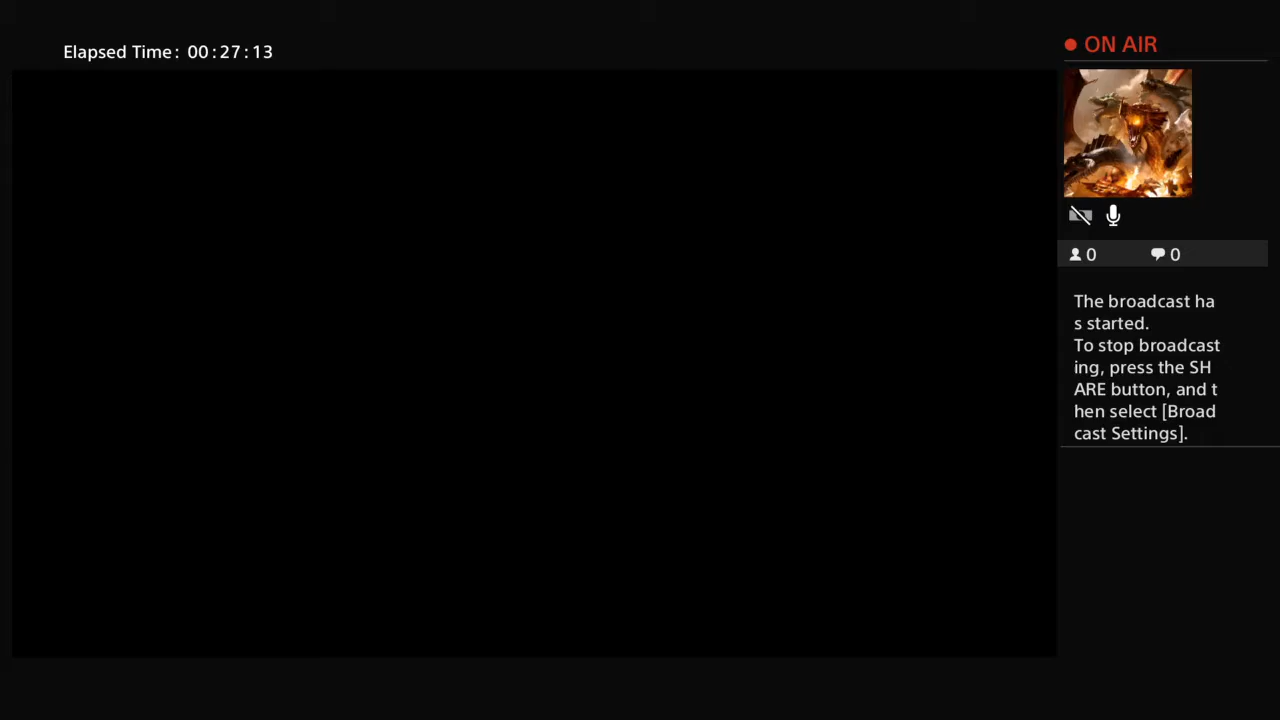 Elapsed Time: 00:27:13
ON AIR
0 0
The broadcast ha
s started.
To stop broadcast
ing, press the SH
ARE button, and t
hen select [Broad
cast Settings].